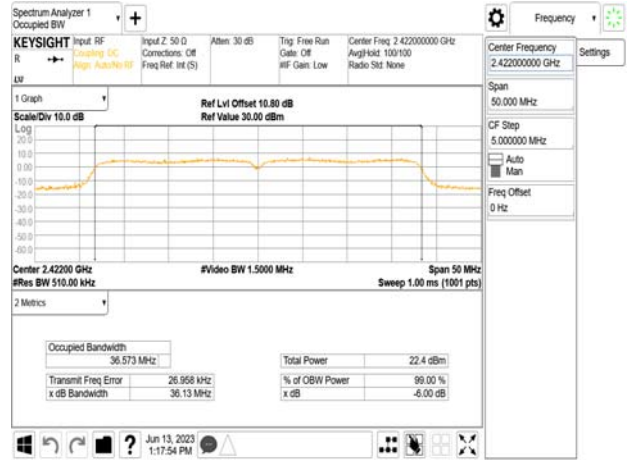 Spectrum Analyzer 1
Occupied BW
Frequency
KEYSIGHT Input: RF
Coupling: DC
Align: Auto/No RF
R
LW
Input Z: 50 Ω
Corrections: Off
Freq Ref: Int (S)
Atten: 30 dB
Trig: Free Run
Gate: Off
#IF Gain: Low
Center Freq: 2.422000000 GHz
Avg|Hold: 100/100
Radio Std: None
Center Frequency
2.422000000 GHz
Settings
Span
50.000 MHz
CF Step
5.000000 MHz
Auto
Man
Freq Offset
0 Hz
1 Graph
Scale/Div 10.0 dB
Ref Lvl Offset 10.80 dB
Ref Value 30.00 dBm
Log
20.0
10.0
0.00
-10.0
-20.0
-30.0
-40.0
-50.0
-60.0
Center 2.42200 GHz
#Res BW 510.00 kHz
#Video BW 1.5000 MHz
Span 50 MHz
Sweep 1.00 ms (1001 pts)
2 Metrics
Occupied Bandwidth
36.573 MHz
Total Power 22.4 dBm
Transmit Freq Error 26.958 kHz
% of OBW Power 99.00 %
x dB Bandwidth 36.13 MHz
x dB -6.00 dB
?
Jun 13, 2023
1:17:54 PM